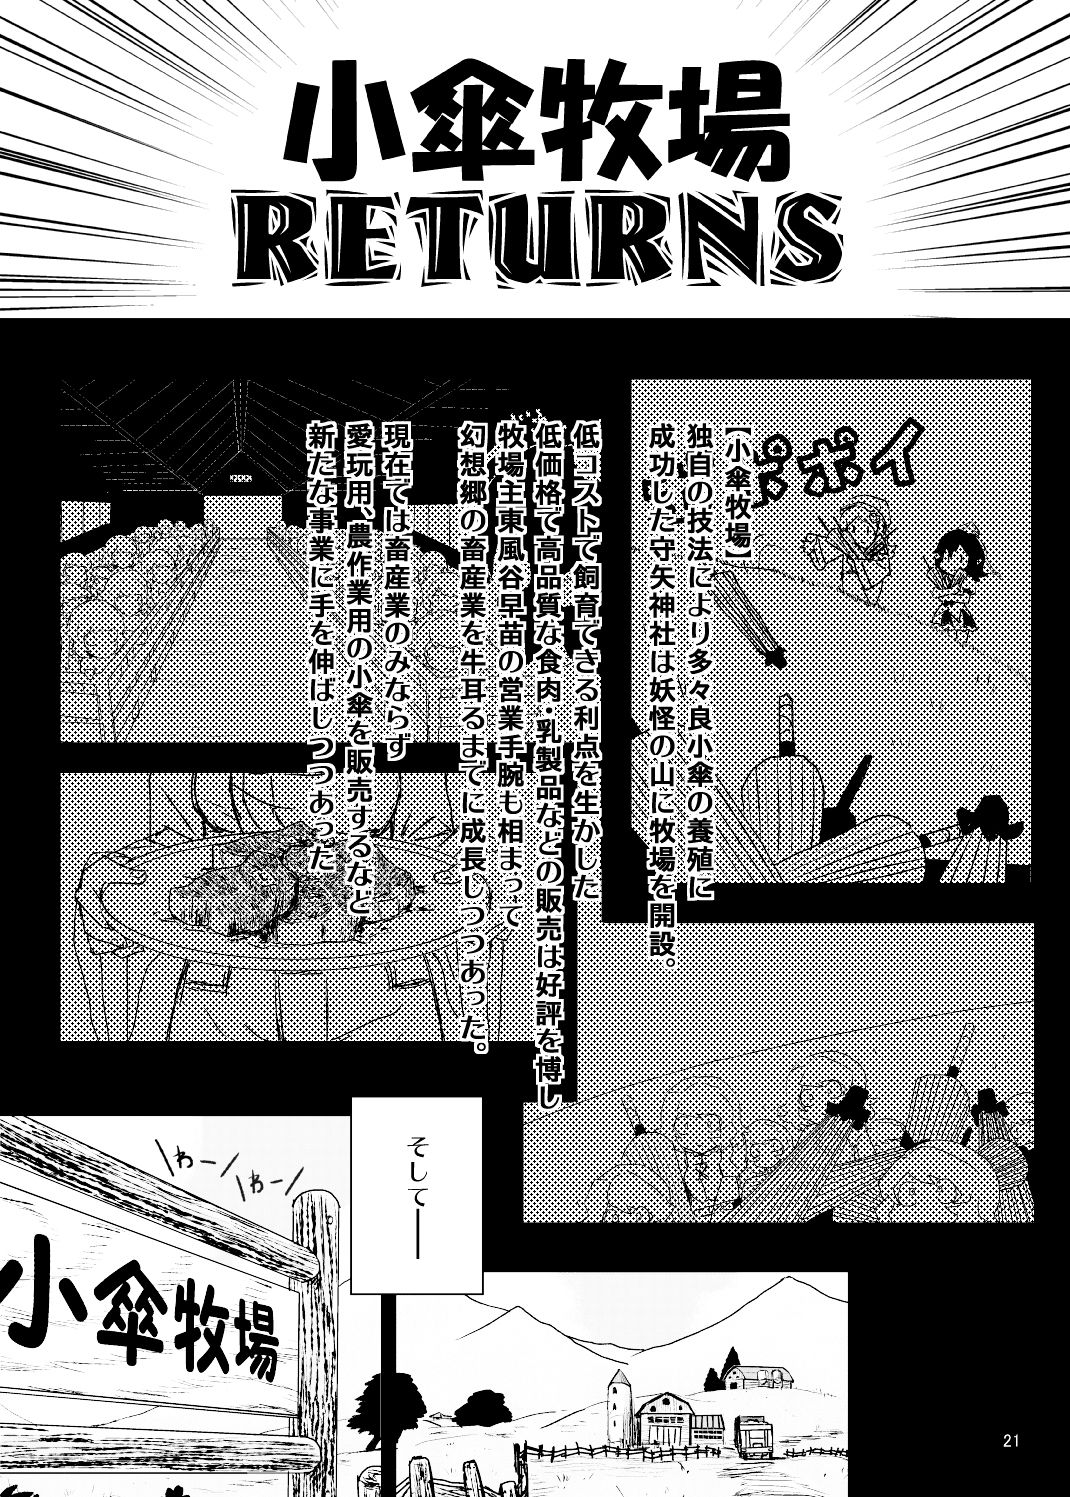 小傘牧場
RETURNS
ポポイ
【小傘牧場】
独自の技法により多々良小傘の養殖に
成功した守矢神社は妖怪の山に牧場を開設。
低コストで飼育できる利点を生かした
低価格で高品質な食肉・乳製品などの販売は好評を博し
牧場主東風谷早苗の営業手腕も相まって
幻想郷の畜産業を牛耳るまでに成長しつつあった。
現在では畜産業のみならず
愛玩用、農作業用の小傘を販売するなど
新たな事業に手を伸ばしつつあった
そして──
わー
わー
小傘牧場
21